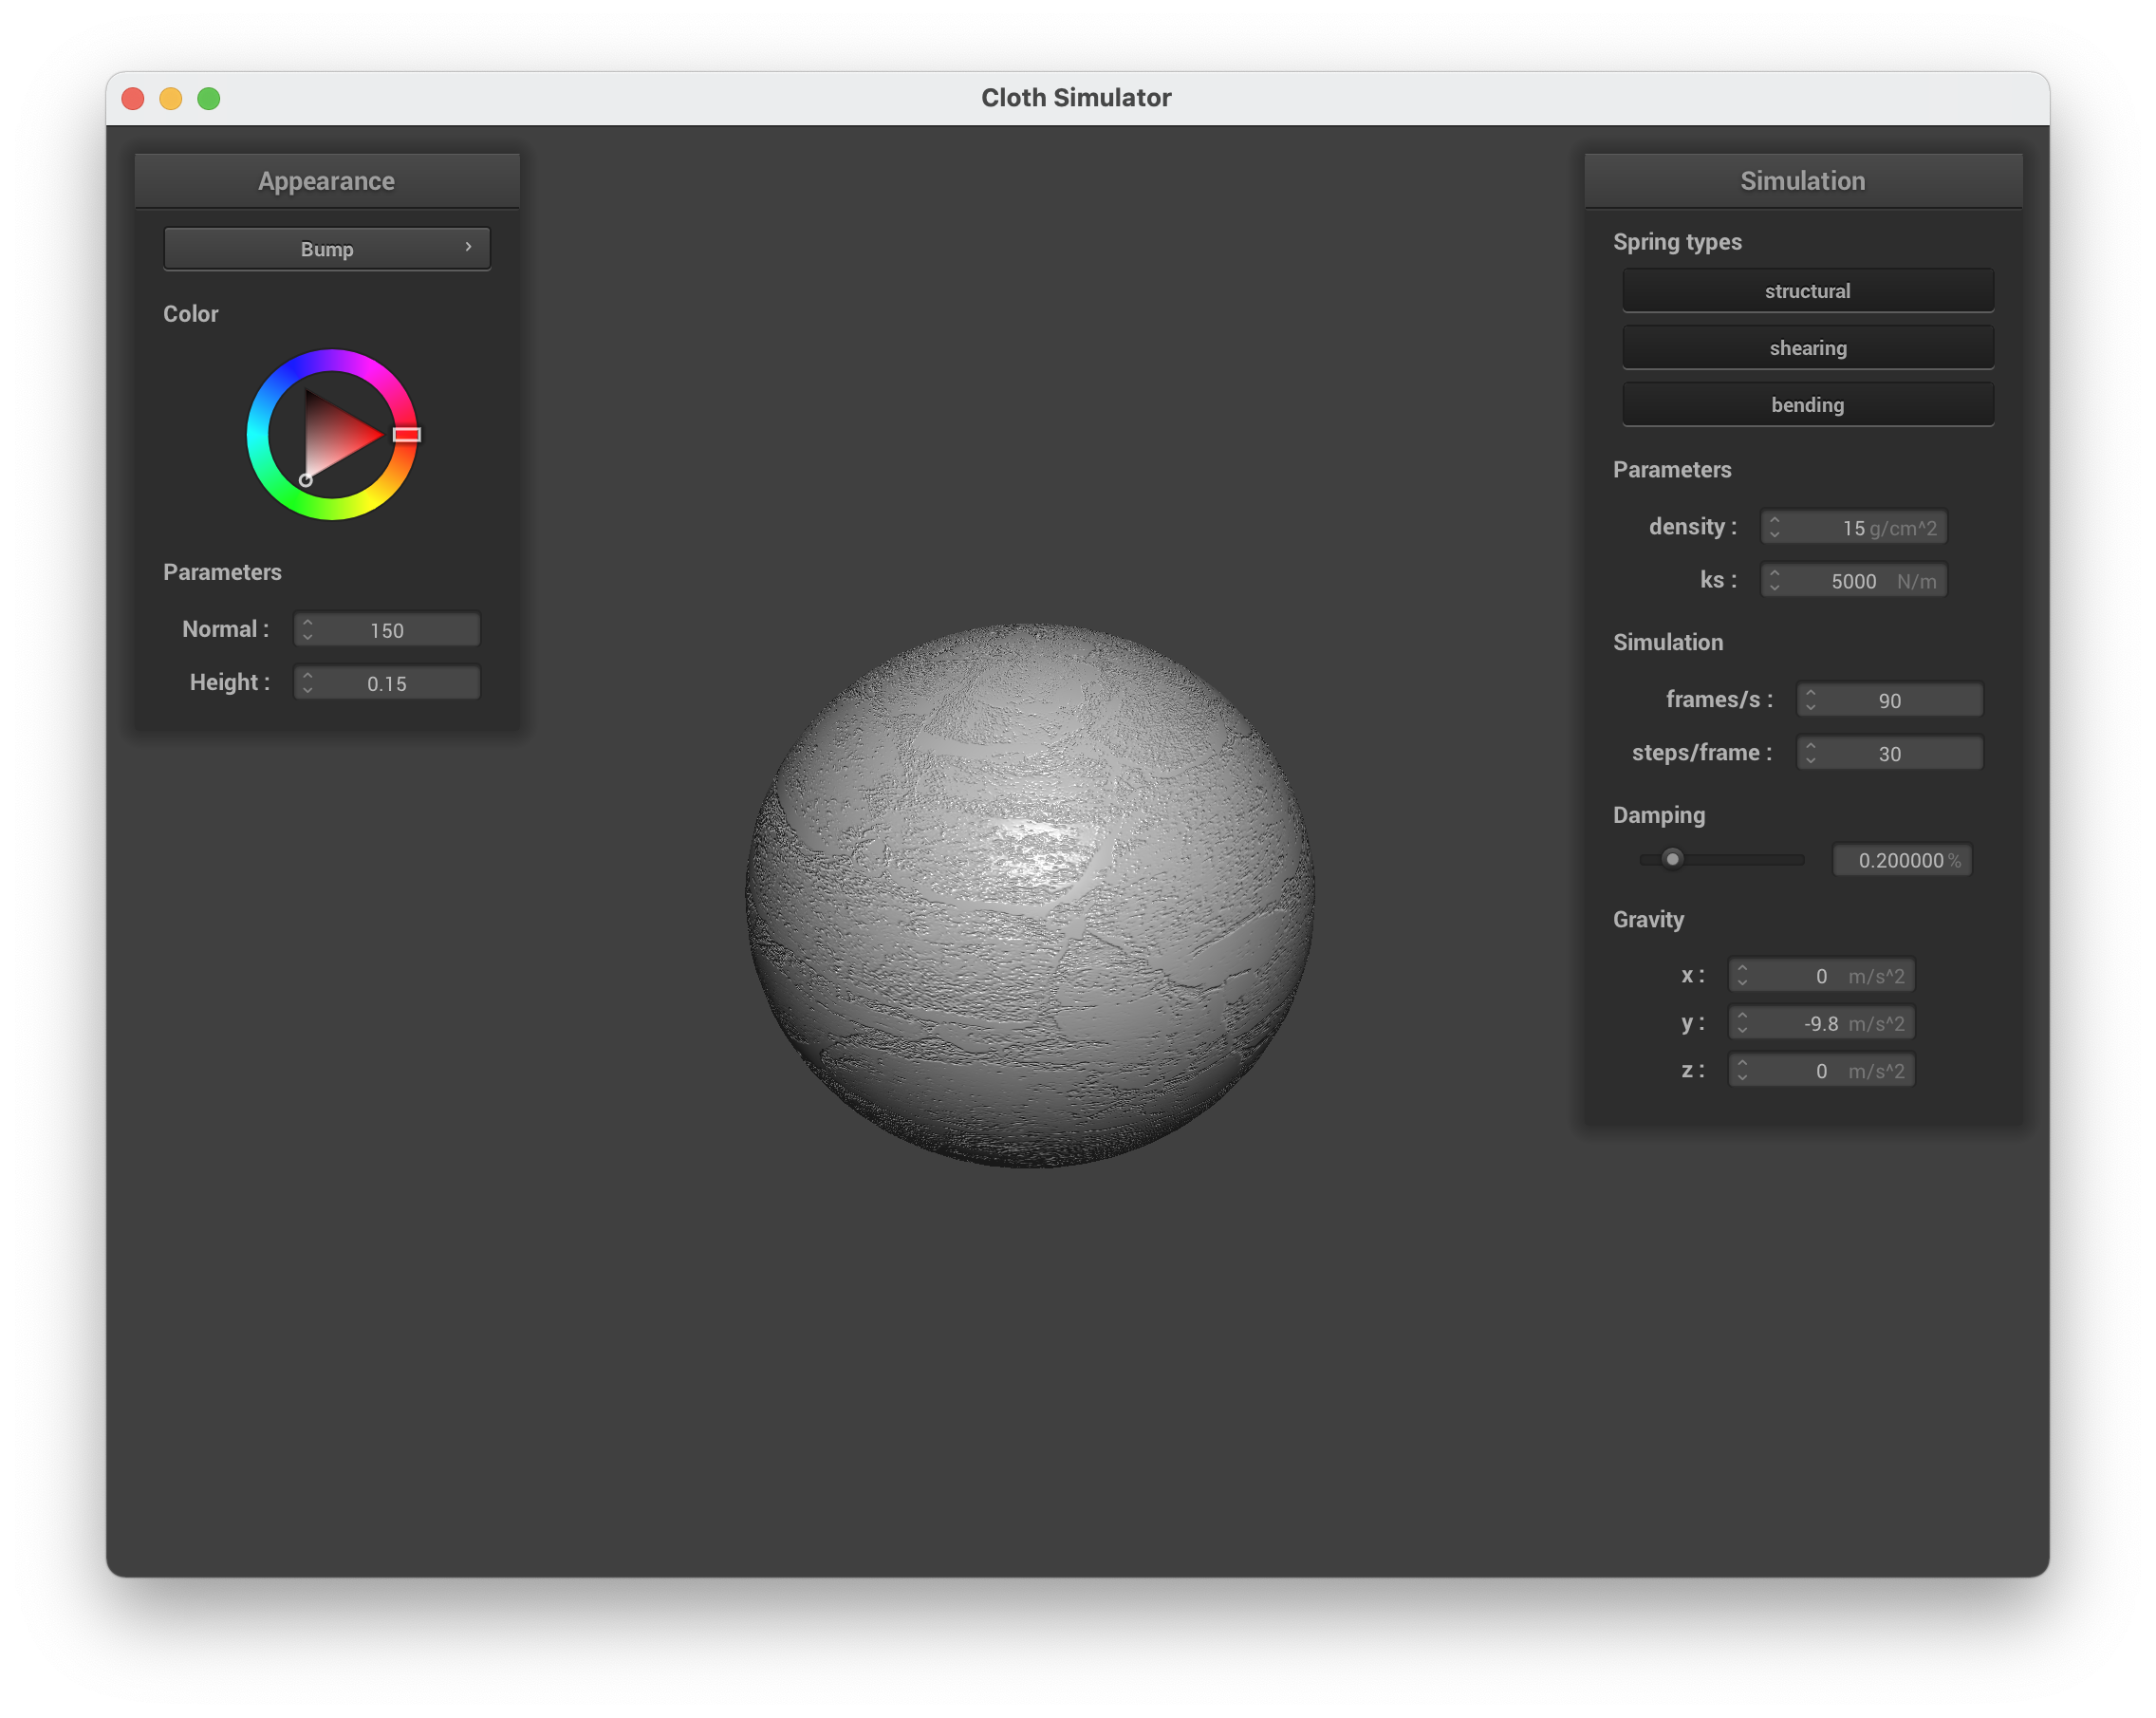 Cloth Simulator
Appearance
Bump
Color
Parameters
Normal : 150
Height : 0.15
Simulation
Spring types
structural
shearing
bending
Parameters
density : 15 g/cm^2
ks : 5000 N/m
Simulation
frames/s : 90
steps/frame : 30
Damping
0.200000 %
Gravity
x : 0 m/s^2
y : -9.8 m/s^2
z : 0 m/s^2